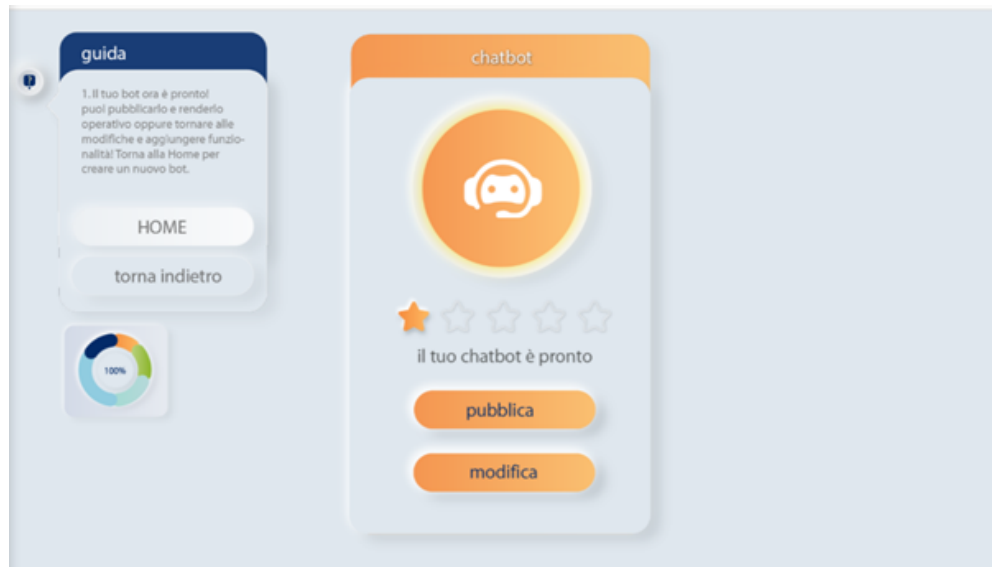 guida
1. Il tuo bot ora è pronto!
puoi pubblicarlo e renderlo
operativo oppure tornare alle
modifiche e aggiungere funzio-
nalità! Torna alla Home per
creare un nuovo bot.
HOME
torna indietro
100%
chatbot
il tuo chatbot è pronto
pubblica
modifica